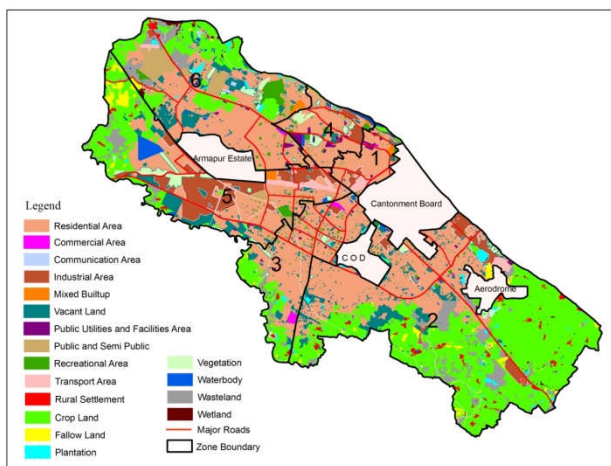 6
4
1
Armapur Estate
Cantonment Board
5
C O D
3
Aerodrome
2
Legend
Residential Area
Commercial Area
Communication Area
Industrial Area
Mixed Builtup
Vacant Land
Public Utilities and Facilities Area
Public and Semi Public
Recreational Area
Transport Area
Rural Settlement
Crop Land
Fallow Land
Plantation
Vegetation
Waterbody
Wasteland
Wetland
Major Roads
Zone Boundary